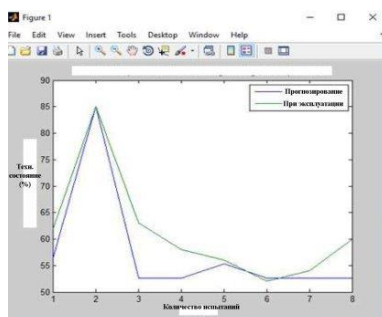 Figure 1
File Edit View Insert Tools Desktop Window Help
90
85
80
75
70
65
60
55
50
Техн.
состояние
(%)
Прогнозирование
При эксплуатации
1 2 3 4 5 6 7 8
Количество испытаний